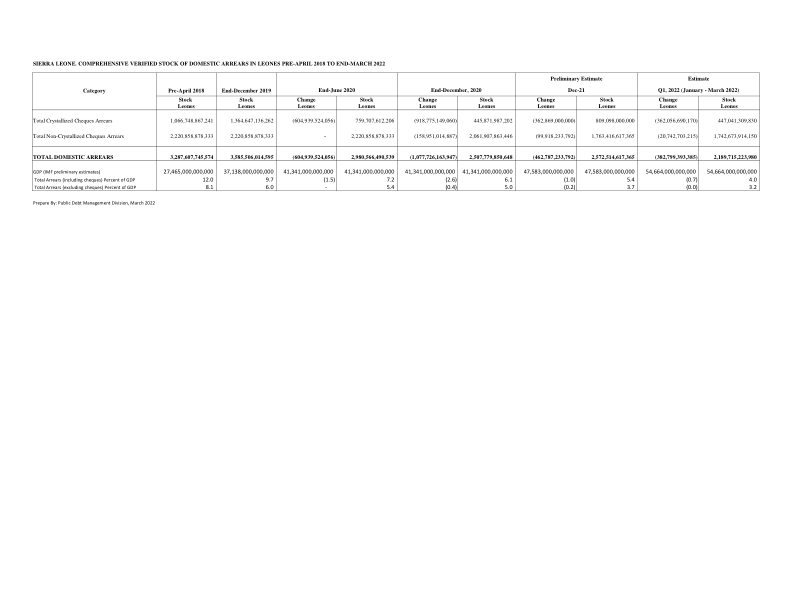 SIERRA LEONE. COMPREHENSIVE VERIFIED STOCK OF DOMESTIC ARREARS IN LEONES PRE-APRIL 2018 TO END-MARCH 2022
Preliminary Estimate Estimate
Category Pre-April 2018 End-December 2019 End-June 2020 End-December, 2020 Dec-21 Q1, 2022 (January - March 2022)
Stock Stock Change Stock Change Stock Change Stock Change Stock
Leones Leones Leones Leones Leones Leones Leones Leones Leones Leones
Total Crystallized Cheques Arrears 1,066,748,867,241 1,364,647,136,262 (604,939,524,056) 759,707,612,206 (918,775,149,060) 445,871,987,202 (362,869,000,000) 809,098,000,000 (362,056,690,170) 447,041,309,830
Total Non-Crystallized Cheques Arrears 2,220,858,878,333 2,220,858,878,333 - 2,220,858,878,333 (158,951,014,887) 2,061,907,863,446 (99,918,233,792) 1,763,416,617,365 (20,742,703,215) 1,742,673,914,150
TOTAL DOMESTIC ARREARS 3,287,607,745,574 3,585,506,014,595 (604,939,524,056) 2,980,566,490,539 (1,077,726,163,947) 2,507,779,850,648 (462,787,233,792) 2,572,514,617,365 (382,799,393,385) 2,189,715,223,980
GDP (IMF preliminary estimates) 27,465,000,000,000 37,138,000,000,000 41,341,000,000,000 41,341,000,000,000 41,341,000,000,000 41,341,000,000,000 47,583,000,000,000 47,583,000,000,000 54,664,000,000,000 54,664,000,000,000
Total Arrears (including cheques) Percent of GDP 12.0 9.7 (1.5) 7.2 (2.6) 6.1 (1.0) 5.4 (0.7) 4.0
Total Arrears (excluding cheques) Percent of GDP 8.1 6.0 - 5.4 (0.4) 5.0 (0.2) 3.7 (0.0) 3.2
Prepare By: Public Debt Management Division, March 2022